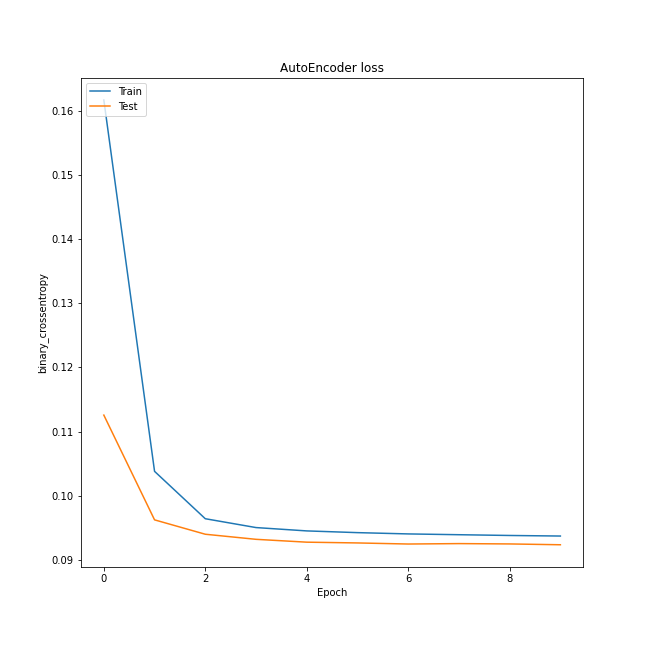 AutoEncoder loss
Train
Test
0.16
0.15
0.14
0.13
0.12
0.11
0.10
0.09
binary_crossentropy
0 2 4 6 8
Epoch